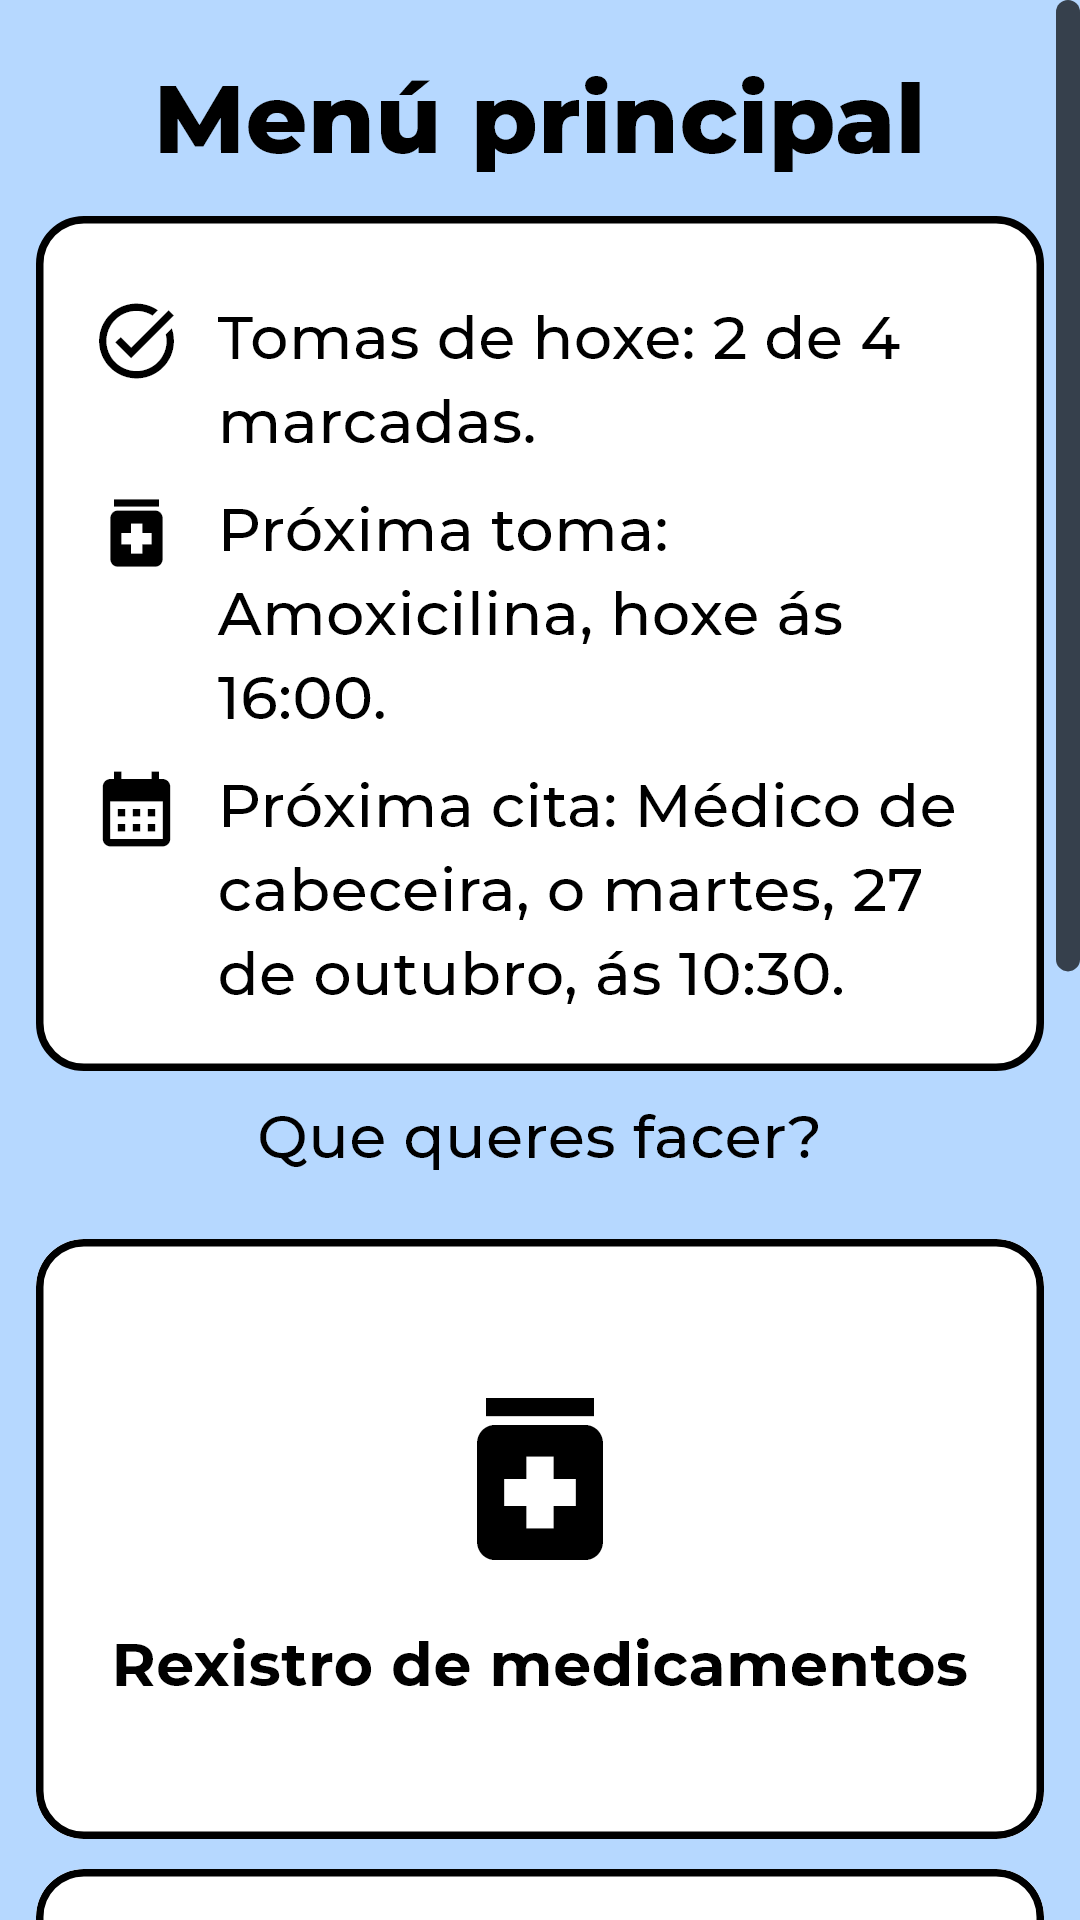 Menú principal
Tomas de hoxe: 2 de 4
marcadas.
Próxima toma:
Amoxicilina, hoxe ás
16:00.
Próxima cita: Médico de
cabeceira, o martes, 27
de outubro, ás 10:30.
Que queres facer?
Rexistro de medicamentos